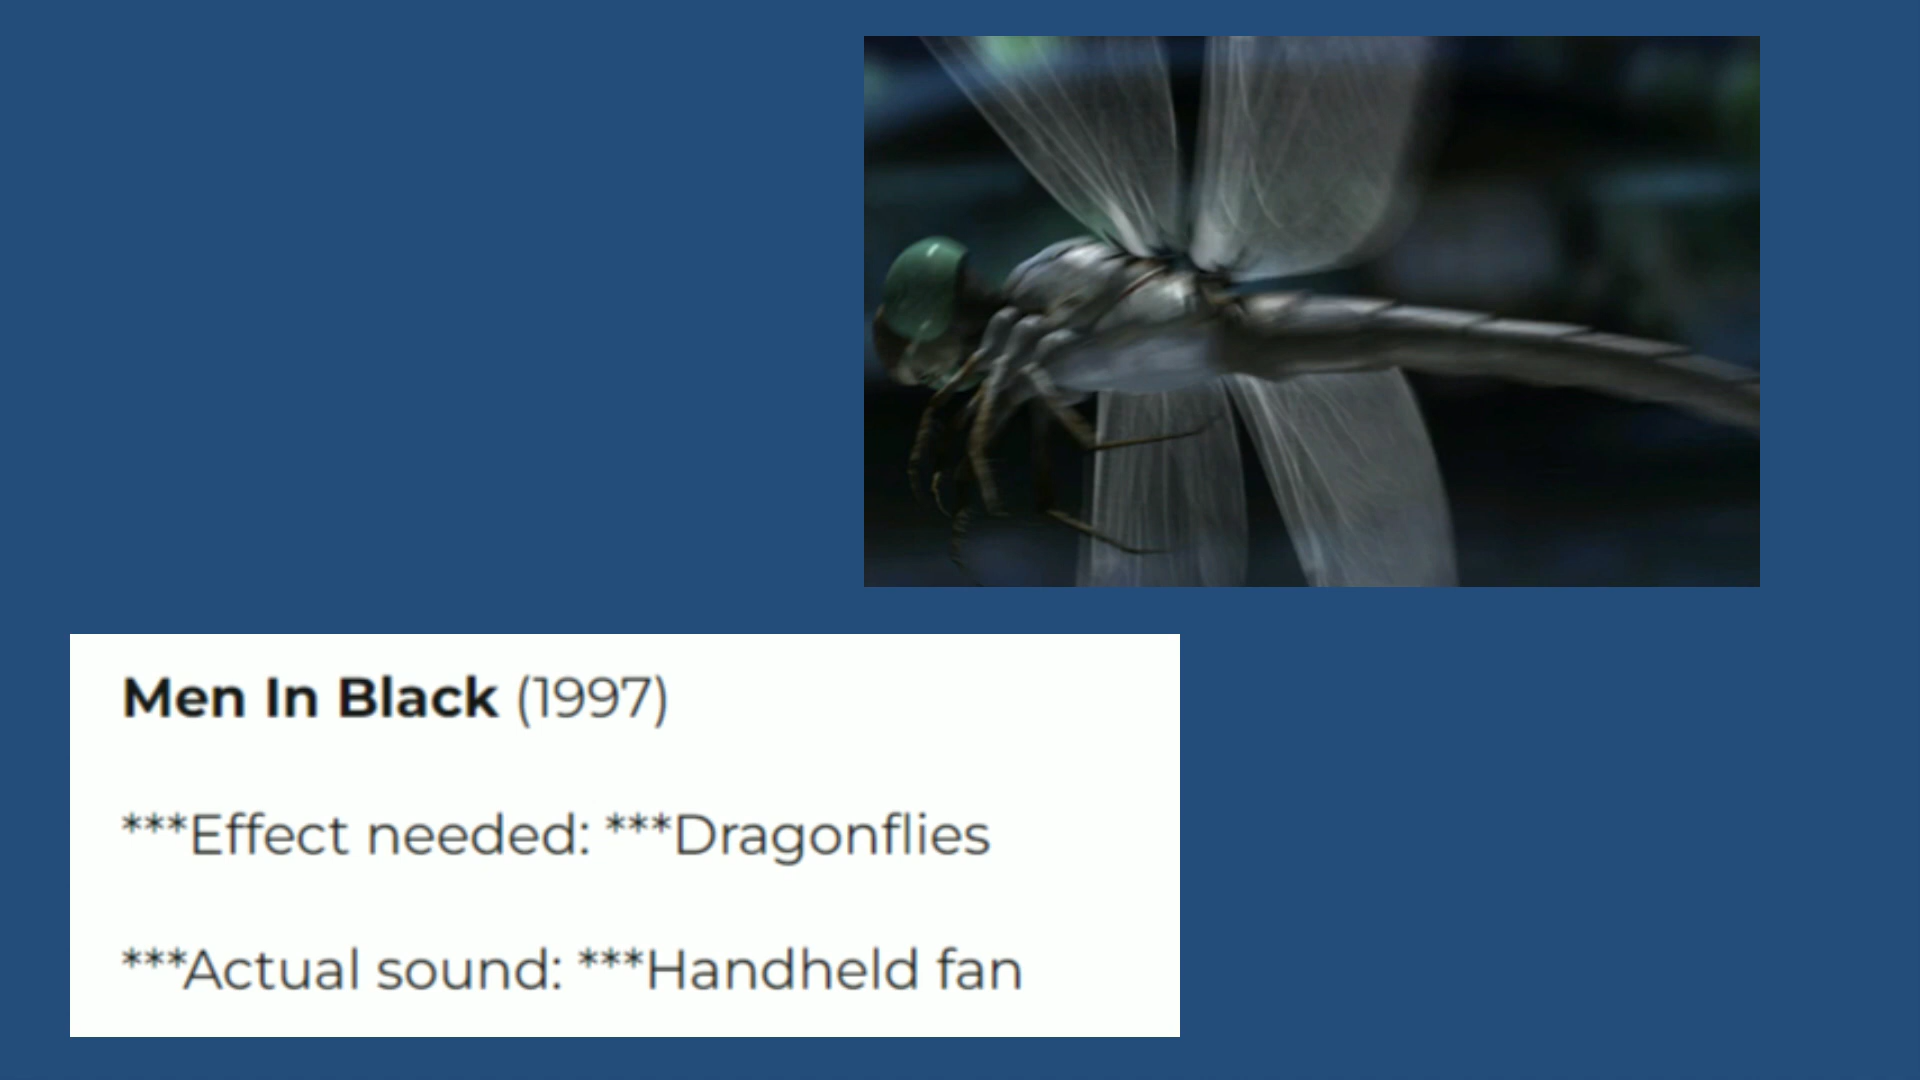 Men In Black (1997)
***Effect needed: ***Dragonflies
***Actual sound: ***Handheld fan